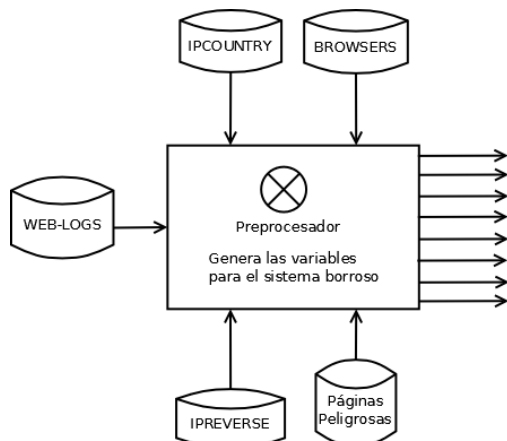 IPCOUNTRY
BROWSERS
WEB-LOGS
Preprocesador
Genera las variables
para el sistema borroso
IPREVERSE
Páginas
Peligrosas